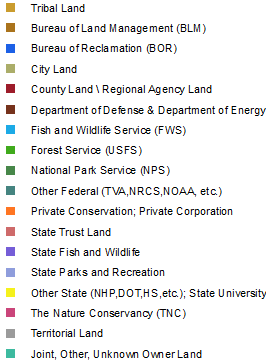 Tribal Land
Bureau of Land Management (BLM)
Bureau of Reclamation (BOR)
City Land
County Land \ Regional Agency Land
Department of Defense & Department of Energy
Fish and Wildlife Service (FWS)
Forest Service (USFS)
National Park Service (NPS)
Other Federal (TVA,NRCS,NOAA, etc.)
Private Conservation; Private Corporation
State Trust Land
State Fish and Wildlife
State Parks and Recreation
Other State (NHP,DOT,HS,etc.); State University
The Nature Conservancy (TNC)
Territorial Land
Joint, Other, Unknown Owner Land